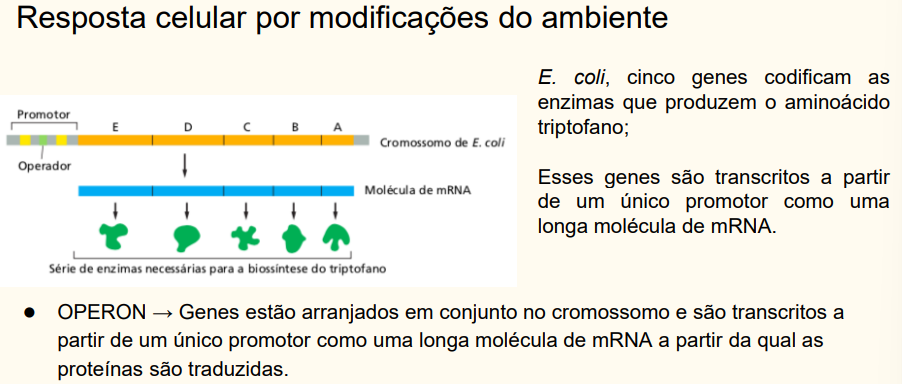 Resposta celular por modificações do ambiente
E. coli, cinco genes codificam as
enzimas que produzem o aminoácido
triptofano;
Esses genes são transcritos a partir
de um único promotor como uma
longa molécula de mRNA.
Promotor
E D C B A
Cromossomo de E. coli
Operador
Molécula de mRNA
Série de enzimas necessárias para a biossíntese do triptofano
● OPERON → Genes estão arranjados em conjunto no cromossomo e são transcritos a
partir de um único promotor como uma longa molécula de mRNA a partir da qual as
proteínas são traduzidas.